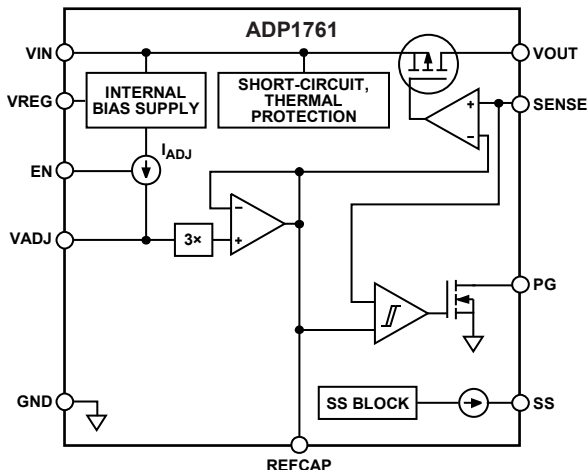 ADP1761
VIN
VOUT
INTERNAL
BIAS SUPPLY
SHORT-CIRCUIT,
THERMAL
PROTECTION
VREG
+
−
SENSE
IADJ
EN
VADJ
3×
−
+
PG
GND
SS BLOCK
SS
REFCAP